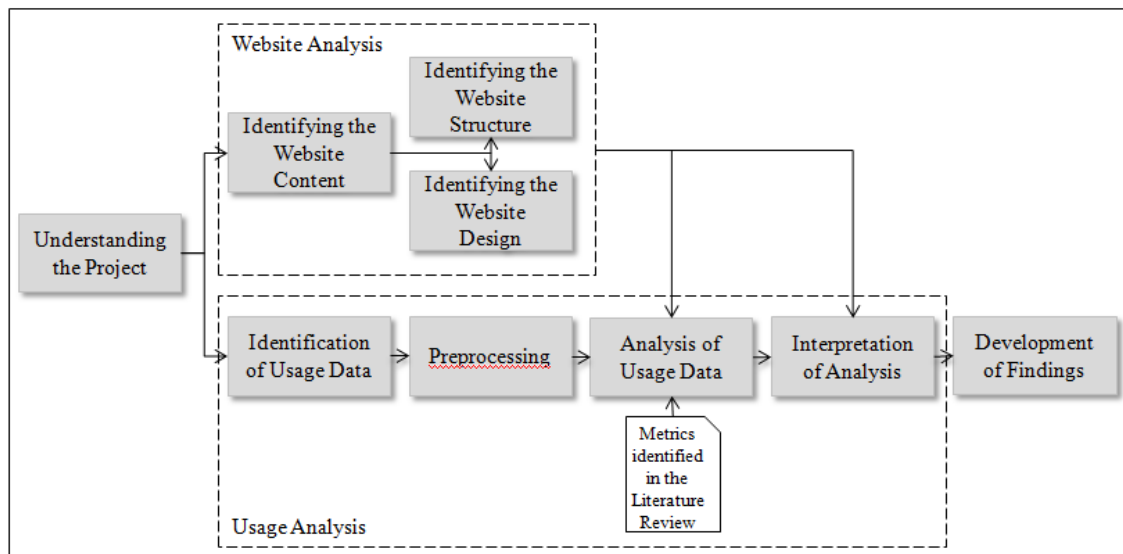 Website Analysis
Identifying the
Website
Structure
Identifying the
Website
Content
Identifying the
Website
Design
Understanding
the Project
Identification
of Usage Data
Preprocessing
Analysis of
Usage Data
Interpretation
of Analysis
Development
of Findings
Metrics
identified
in the
Literature
Review
Usage Analysis